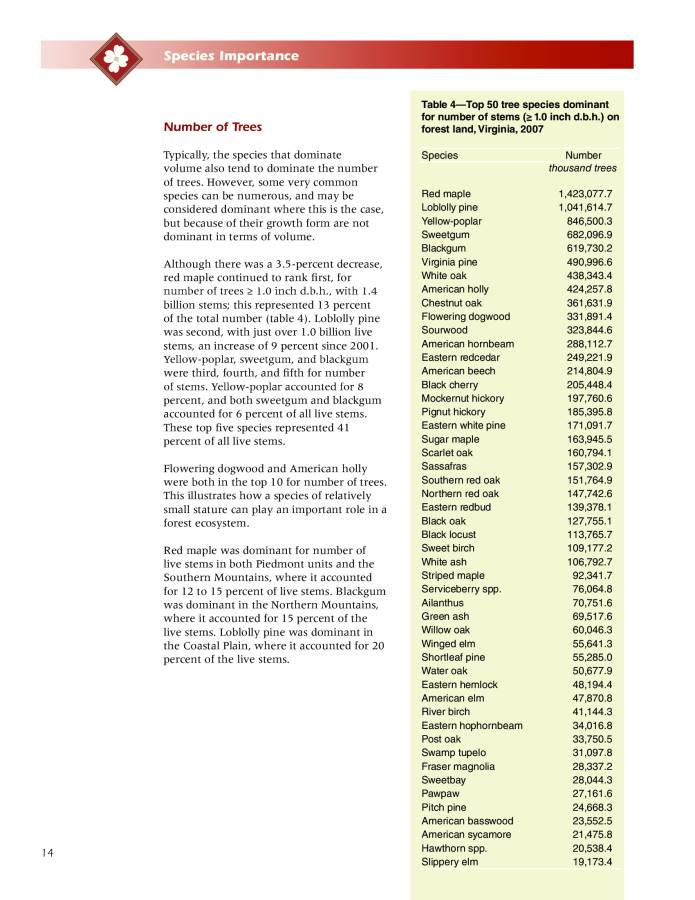 Species Importance
Number of Trees
Typically, the species that dominate
volume also tend to dominate the number
of trees. However, some very common
species can be numerous, and may be
considered dominant where this is the case,
but because of their growth form are not
dominant in terms of volume.
Although there was a 3.5-percent decrease,
red maple continued to rank first, for
number of trees ≥ 1.0 inch d.b.h., with 1.4
billion stems; this represented 13 percent
of the total number (table 4). Loblolly pine
was second, with just over 1.0 billion live
stems, an increase of 9 percent since 2001.
Yellow-poplar, sweetgum, and blackgum
were third, fourth, and fifth for number
of stems. Yellow-poplar accounted for 8
percent, and both sweetgum and blackgum
accounted for 6 percent of all live stems.
These top five species represented 41
percent of all live stems.
Flowering dogwood and American holly
were both in the top 10 for number of trees.
This illustrates how a species of relatively
small stature can play an important role in a
forest ecosystem.
Red maple was dominant for number of
live stems in both Piedmont units and the
Southern Mountains, where it accounted
for 12 to 15 percent of live stems. Blackgum
was dominant in the Northern Mountains,
where it accounted for 15 percent of the
live stems. Loblolly pine was dominant in
the Coastal Plain, where it accounted for 20
percent of the live stems.
Table 4—Top 50 tree species dominant
for number of stems (≥ 1.0 inch d.b.h.) on
forest land, Virginia, 2007
Species Number
thousand trees
Red maple 1,423,077.7
Loblolly pine 1,041,614.7
Yellow-poplar 846,500.3
Sweetgum 682,096.9
Blackgum 619,730.2
Virginia pine 490,996.6
White oak 438,343.4
American holly 424,257.8
Chestnut oak 361,631.9
Flowering dogwood 331,891.4
Sourwood 323,844.6
American hornbeam 288,112.7
Eastern redcedar 249,221.9
American beech 214,804.9
Black cherry 205,448.4
Mockernut hickory 197,760.6
Pignut hickory 185,395.8
Eastern white pine 171,091.7
Sugar maple 163,945.5
Scarlet oak 160,794.1
Sassafras 157,302.9
Southern red oak 151,764.9
Northern red oak 147,742.6
Eastern redbud 139,378.1
Black oak 127,755.1
Black locust 113,765.7
Sweet birch 109,177.2
White ash 106,792.7
Striped maple 92,341.7
Serviceberry spp. 76,064.8
Ailanthus 70,751.6
Green ash 69,517.6
Willow oak 60,046.3
Winged elm 55,641.3
Shortleaf pine 55,285.0
Water oak 50,677.9
Eastern hemlock 48,194.4
American elm 47,870.8
River birch 41,144.3
Eastern hophornbeam 34,016.8
Post oak 33,750.5
Swamp tupelo 31,097.8
Fraser magnolia 28,337.2
Sweetbay 28,044.3
Pawpaw 27,161.6
Pitch pine 24,668.3
American basswood 23,552.5
American sycamore 21,475.8
Hawthorn spp. 20,538.4
Slippery elm 19,173.4
14